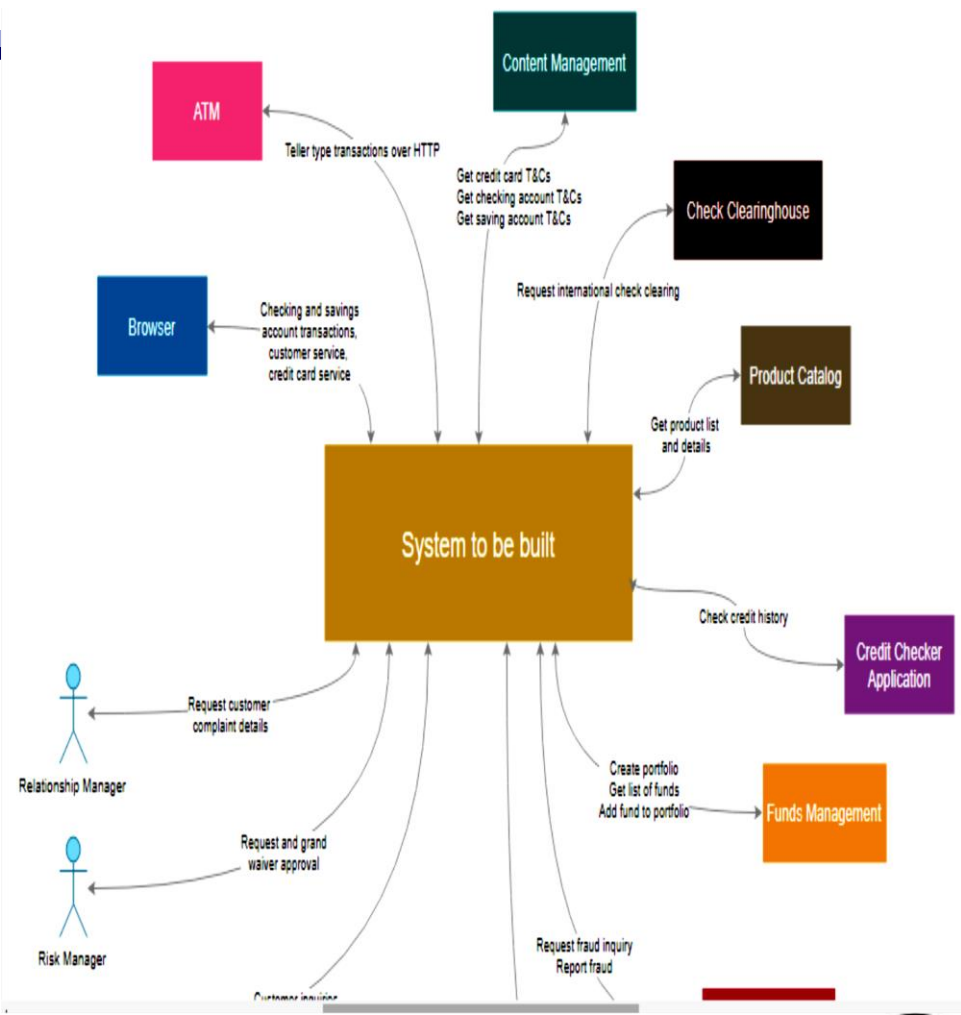 Content Management
ATM
Teller type transactions over HTTP
Get credit card T&Cs
Get checking account T&Cs
Get saving account T&Cs
Check Clearinghouse
Request international check clearing
Browser
Checking and savings
account transactions,
customer service,
credit card service
Product Catalog
Get product list
and details
System to be built
Check credit history
Credit Checker
Application
Request customer
complaint details
Relationship Manager
Create portfolio
Get list of funds
Add fund to portfolio
Funds Management
Request and grand
waiver approval
Risk Manager
Request fraud inquiry
Report fraud
Customer inquiries